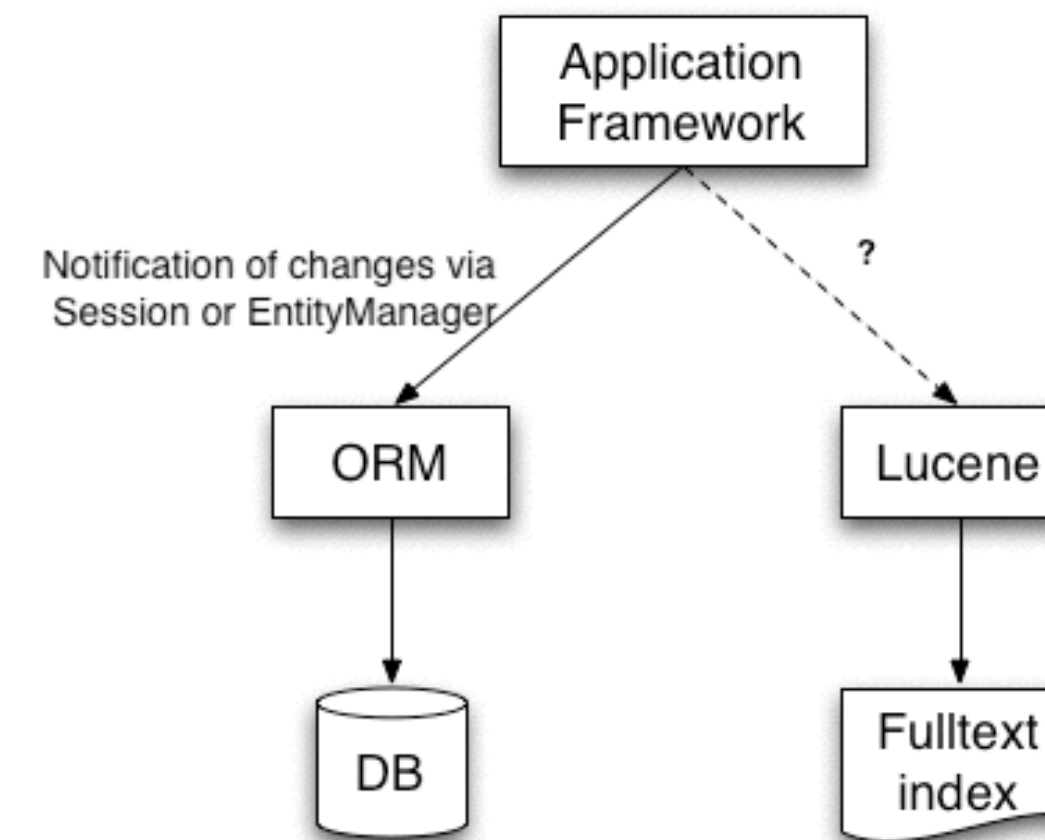 Application
Framework
Notification of changes via
Session or EntityManager
?
ORM
Lucene
DB
Fulltext
index